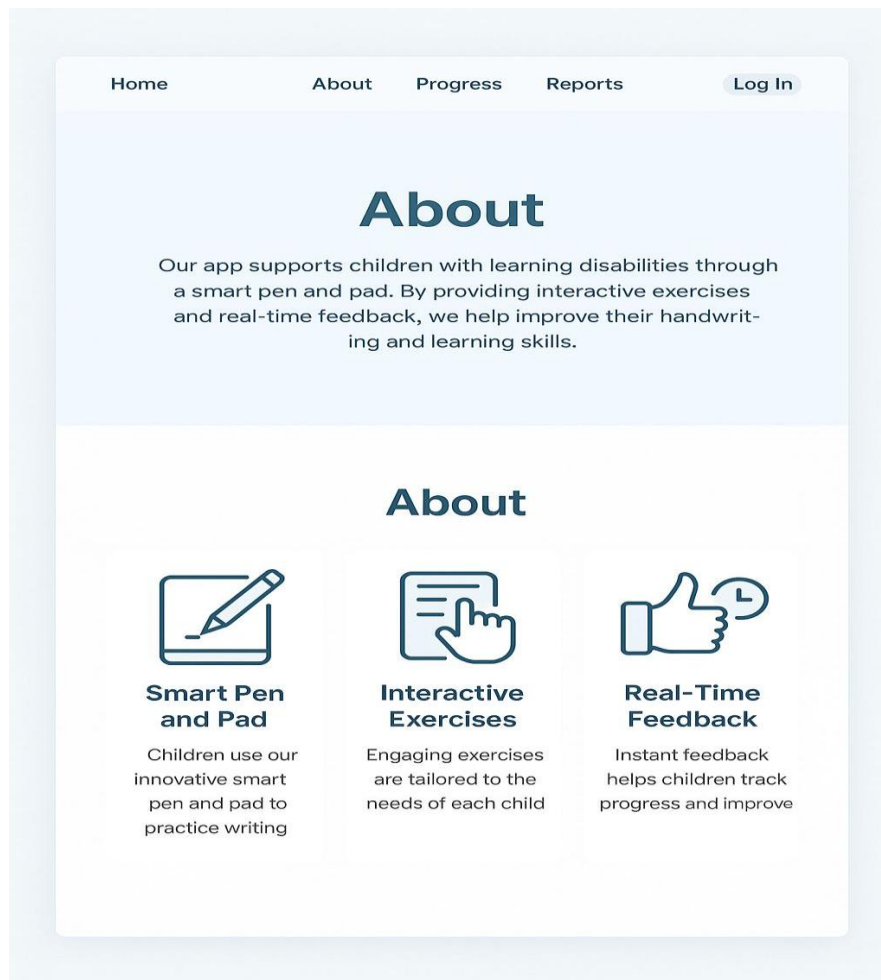 Home About Progress Reports Log In
About
Our app supports children with learning disabilities through
a smart pen and pad. By providing interactive exercises
and real-time feedback, we help improve their handwrit-
ing and learning skills.
About
Smart Pen
and Pad
Children use our
innovative smart
pen and pad to
practice writing
Interactive
Exercises
Engaging exercises
are tailored to the
needs of each child
Real-Time
Feedback
Instant feedback
helps children track
progress and improve